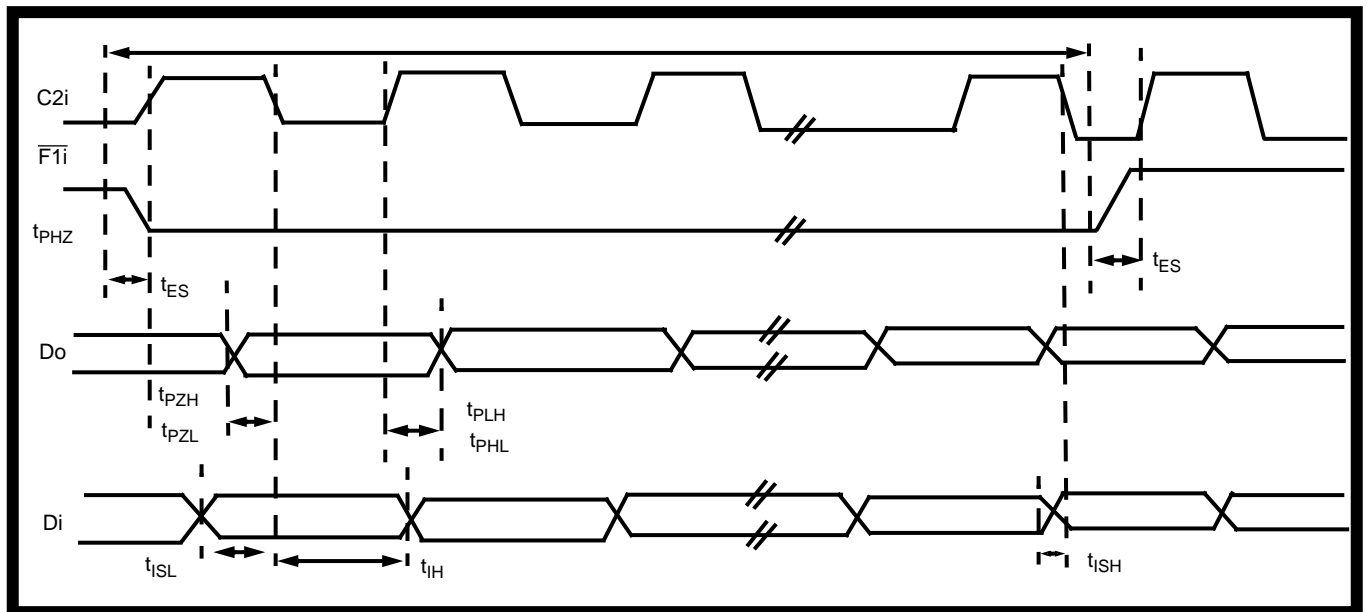 C2i
F1i
tPHZ
tES
tES
Do
tPZH
tPZL
tPLH
tPHL
Di
tISL
tIH
tISH